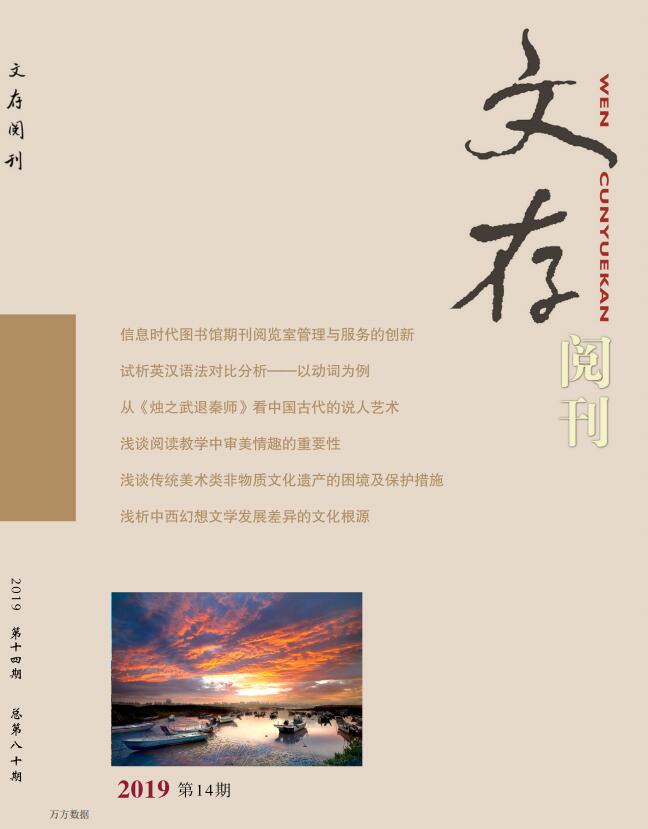 文存阅刊
文存
阅刊
WEN CUNYUEKAN
信息时代图书馆期刊阅览室管理与服务的创新
试析英汉语法对比分析——以动词为例
从《烛之武退秦师》看中国古代的说人艺术
浅谈阅读教学中审美情趣的重要性
浅谈传统美术类非物质文化遗产的困境及保护措施
浅析中西幻想文学发展差异的文化根源
2019 第十四期 总第八十期
2019 第14期
万方数据